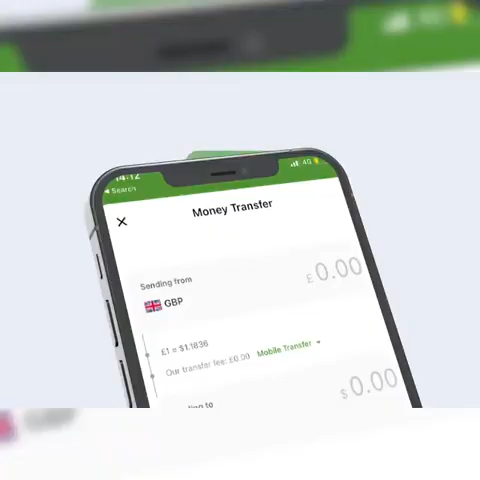 14:12
4G
Search
Money Transfer
Sending from
£ 0.00
GBP
£1 = $1.1836
Our transfer fee: £0.00 Mobile Transfer
$ 0.00